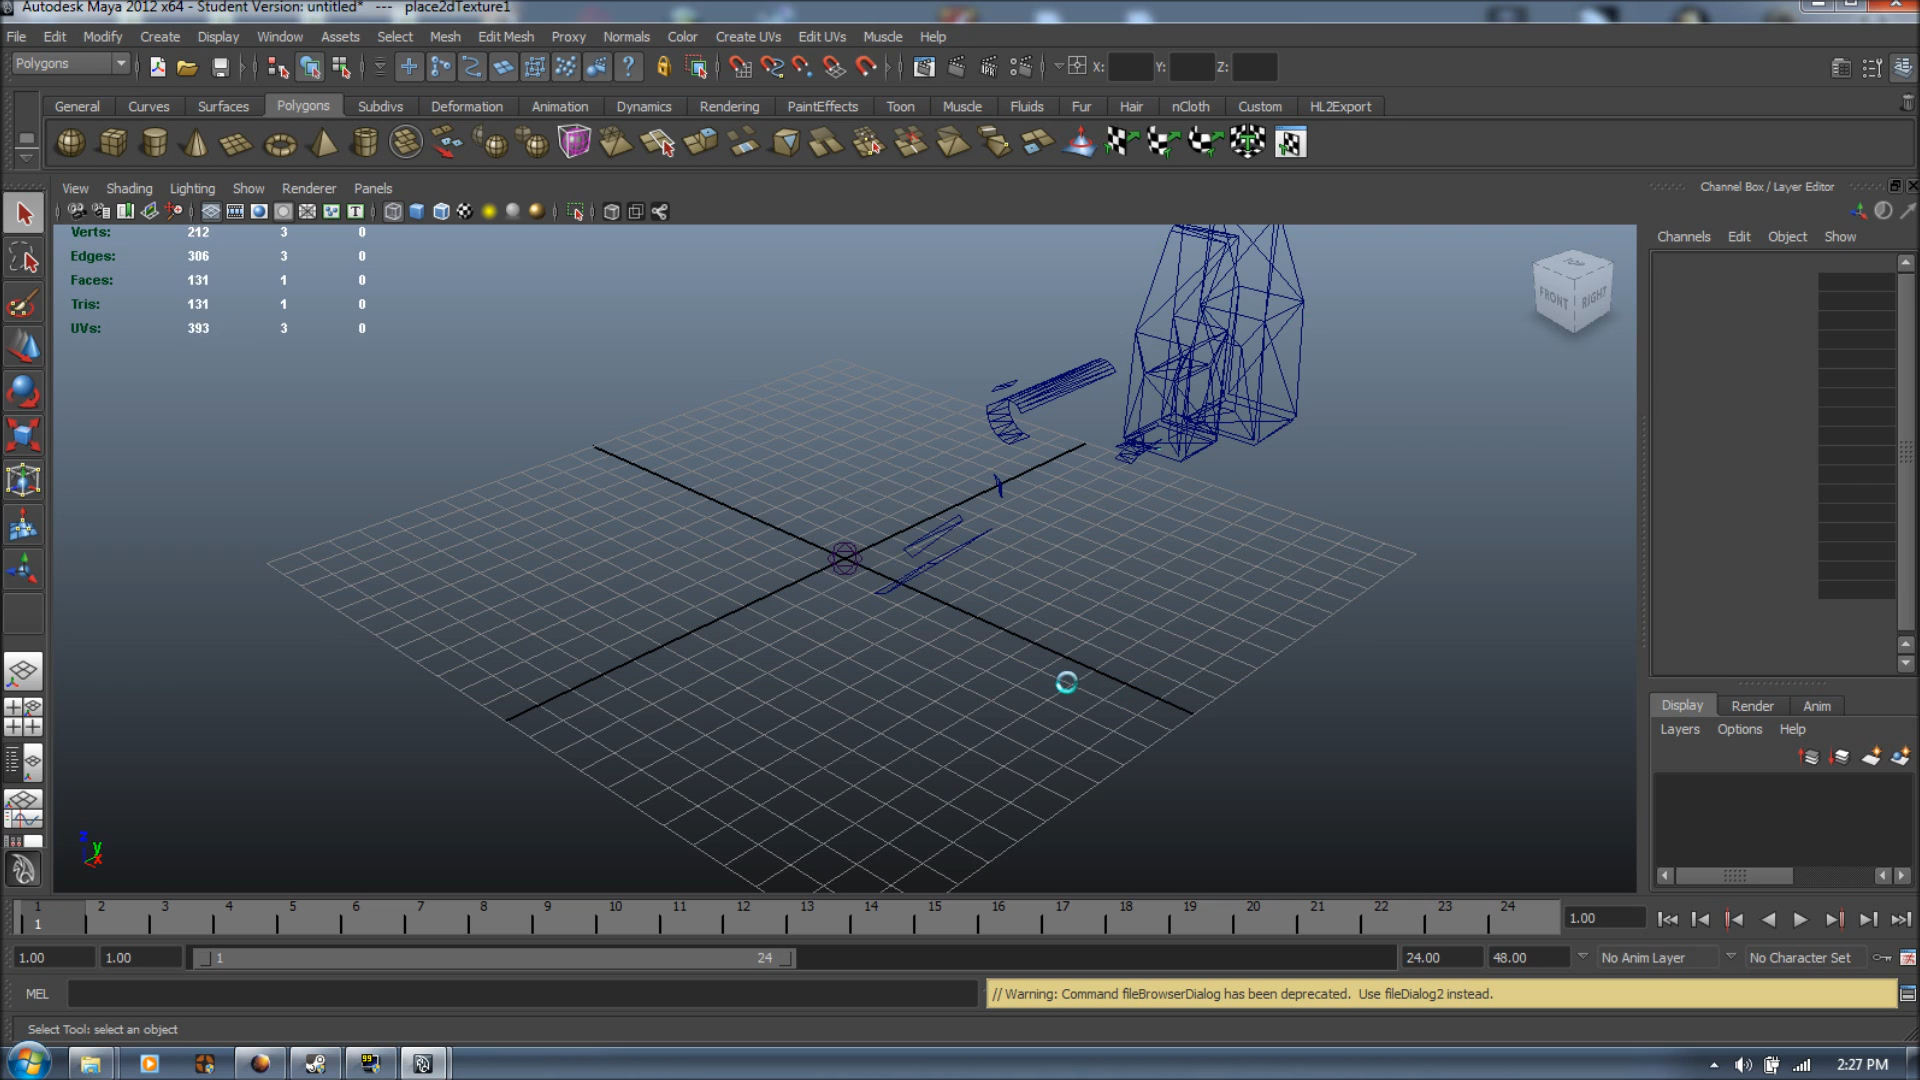 Autodesk Maya 2012 x64 - Student Version: untitled* --- place2dTexture1
File Edit Modify Create Display Window Assets Select Mesh Edit Mesh Proxy Normals Color Create UVs Edit UVs Muscle Help
Polygons IPR X: Y: Z:
General Curves Surfaces Polygons Subdivs Deformation Animation Dynamics Rendering PaintEffects Toon Muscle Fluids Fur Hair nCloth Custom HL2Export
View Shading Lighting Show Renderer Panels
Channel Box / Layer Editor
Channels Edit Object Show
Verts: 212 3 0
Edges: 306 3 0
Faces: 131 1 0
Tris: 131 1 0
UVs: 393 3 0
TOP
FRONT RIGHT
Display Render Anim
Layers Options Help
z
y
x
1 2 3 4 5 6 7 8 9 10 11 12 13 14 15 16 17 18 19 20 21 22 23 24
1 1.00
1.00 1.00 1 24 24.00 48.00 No Anim Layer No Character Set
MEL // Warning: Command fileBrowserDialog has been deprecated. Use fileDialog2 instead.
Select Tool: select an object
99
2:27 PM